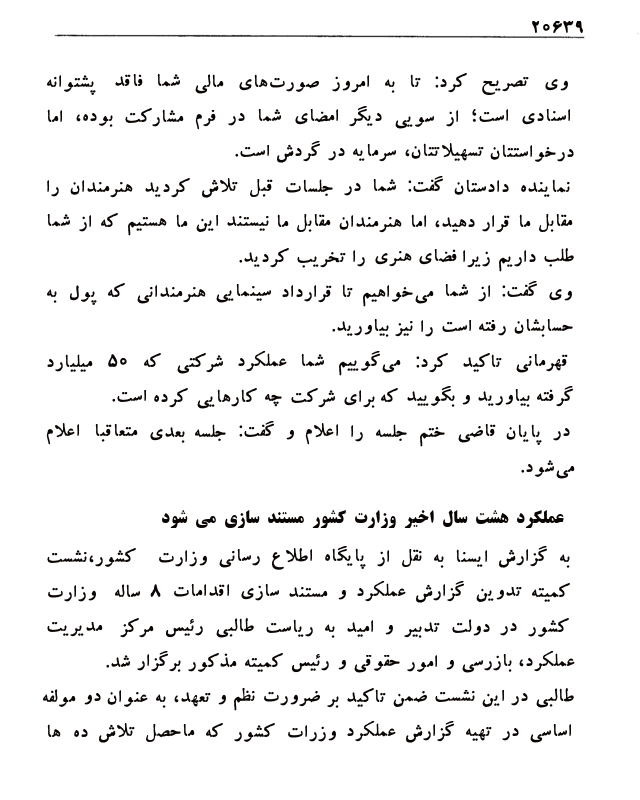 ۲۰۶۳۹
وی تصریح کرد: تا به امروز صورت‌های مالی شما فاقد پشتوانه
اسنادی است؛ از سویی دیگر امضای شما در فرم مشارکت بوده، اما
درخواستتان تسهیلاتتان، سرمایه در گردش است.
نماینده دادستان گفت: شما در جلسات قبل تلاش کردید هنرمندان را
مقابل ما قرار دهید، اما هنرمندان مقابل ما نیستند این ما هستیم که از شما
طلب داریم زیرا فضای هنری را تخریب کردید.
وی گفت: از شما می‌خواهیم تا قرارداد سینمایی هنرمندانی که پول به
حسابشان رفته است را نیز بیاورید.
قهرمانی تاکید کرد: می‌گوییم شما عملکرد شرکتی که ۵۰ میلیارد
گرفته بیاورید و بگویید که برای شرکت چه کارهایی کرده است.
در پایان قاضی ختم جلسه را اعلام و گفت: جلسه بعدی متعاقبا اعلام
می‌شود.
عملکرد هشت سال اخیر وزارت کشور مستند سازی می شود
به گزارش ایسنا به نقل از پایگاه اطلاع رسانی وزارت کشور،نشست
کمیته تدوین گزارش عملکرد و مستند سازی اقدامات ۸ ساله وزارت
کشور در دولت تدبیر و امید به ریاست طالبی رئیس مرکز مدیریت
عملکرد، بازرسی و امور حقوقی و رئیس کمیته مذکور برگزار شد.
طالبی در این نشست ضمن تاکید بر ضرورت نظم و تعهد، به عنوان دو مولفه
اساسی در تهیه گزارش عملکرد وزرات کشور که ماحصل تلاش ده ها